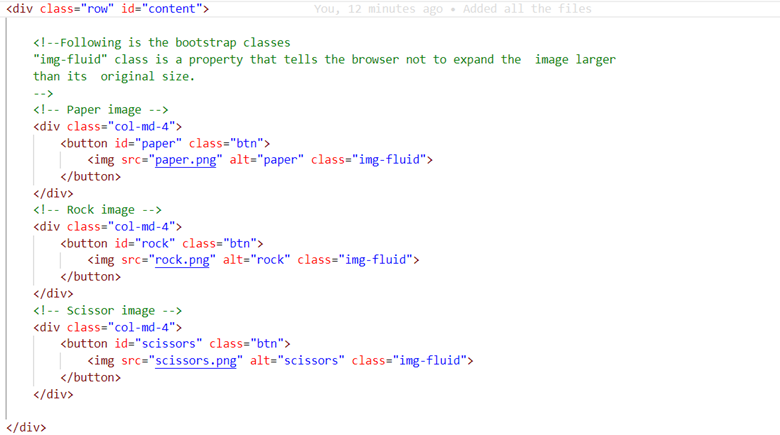 <div class="row" id="content"> You, 12 minutes ago • Added all the files
<!--Following is the bootstrap classes
"img-fluid" class is a property that tells the browser not to expand the  image larger
than its  original size.
-->
<!-- Paper image -->
<div class="col-md-4">
<button id="paper" class="btn">
<img src="paper.png" alt="paper" class="img-fluid">
</button>
</div>
<!-- Rock image -->
<div class="col-md-4">
<button id="rock" class="btn">
<img src="rock.png" alt="rock" class="img-fluid">
</button>
</div>
<!-- Scissor image -->
<div class="col-md-4">
<button id="scissors" class="btn">
<img src="scissors.png" alt="scissors" class="img-fluid">
</button>
</div>
</div>